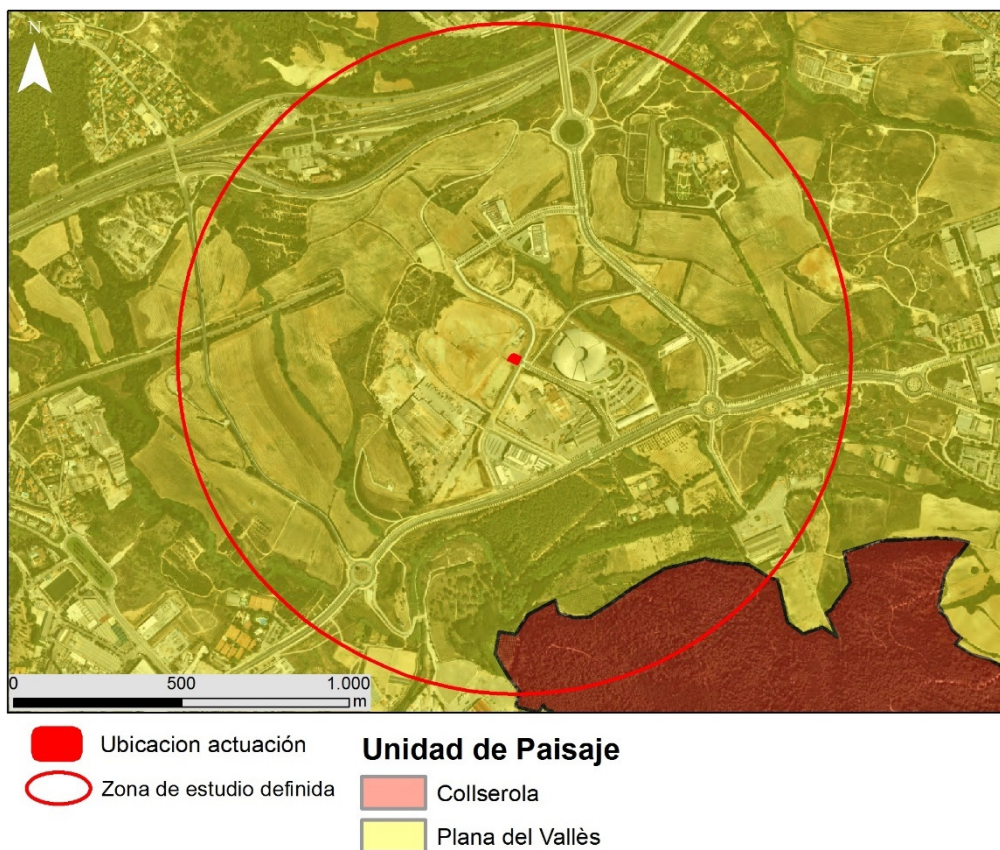 N
0 500 1.000
m
Ubicacion actuación
Zona de estudio definida
Unidad de Paisaje
Collserola
Plana del Vallès